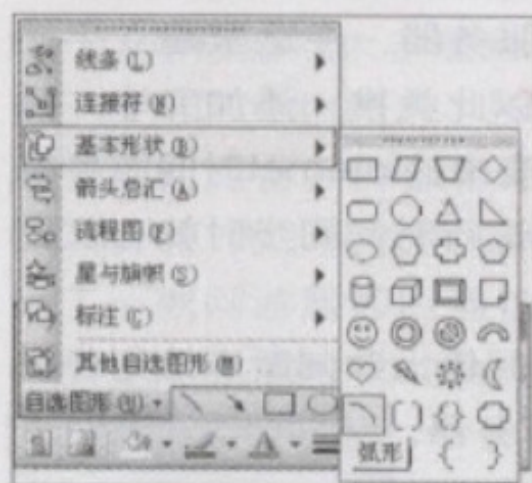 线条(L)
连接符(N)
基本形状(B)
箭头总汇(A)
流程图(F)
星与旗帜(S)
标注(C)
其他自选图形(M)
自选图形(U)
弧形